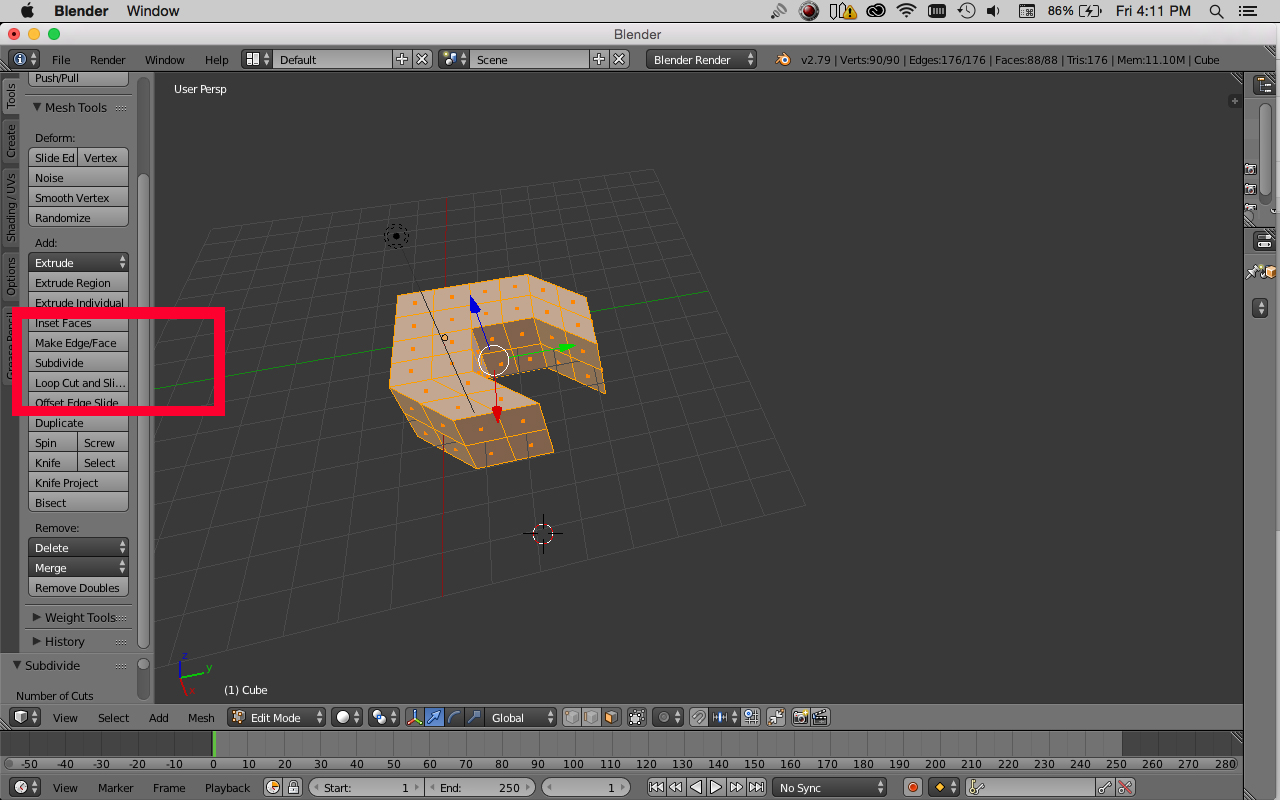 Blender Window 86% Fri 4:11 PM
Blender
File Render Window Help Default Scene Blender Render v2.79 | Verts:90/90 | Edges:176/176 | Faces:88/88 | Tris:176 | Mem:11.10M | Cube
Push/Pull
User Persp
Tools
Create
Shading / UVs
Options
Grease Pencil
Mesh Tools
Deform:
Slide Ed Vertex
Noise
Smooth Vertex
Randomize
Add:
Extrude
Extrude Region
Extrude Individual
Inset Faces
Make Edge/Face
Subdivide
Loop Cut and Sli...
Offset Edge Slide
Duplicate
Spin Screw
Knife Select
Knife Project
Bisect
Remove:
Delete
Merge
Remove Doubles
Weight Tools
History
Subdivide
Number of Cuts
z
y
x
(1) Cube
View Select Add Mesh Edit Mode Global
-50 -40 -30 -20 -10 0 10 20 30 40 50 60 70 80 90 100 110 120 130 140 150 160 170 180 190 200 210 220 230 240 250 260 270 280
View Marker Frame Playback Start: 1 End: 250 1 No Sync